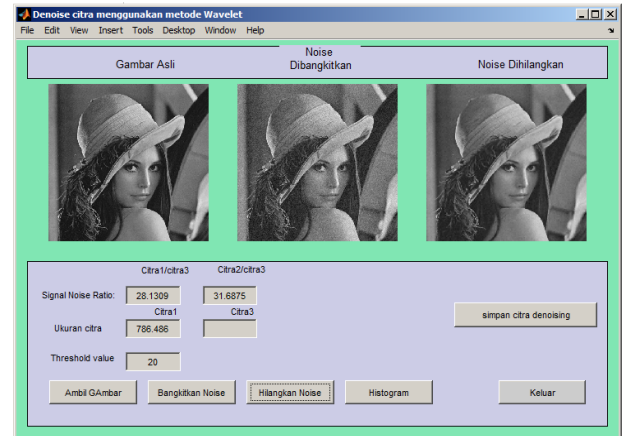 Denoise citra menggunakan metode Wavelet
File Edit View Insert Tools Desktop Window Help
Gambar Asli
Noise
Dibangkitkan
Noise Dihilangkan
Citra1/citra3 Citra2/citra3
Signal Noise Ratio: 28.1309 31.6875
Citra1 Citra3
Ukuran citra 786.486
Threshold value 20
simpan citra denoising
Ambil GAmbar Bangkitkan Noise Hilangkan Noise Histogram Keluar